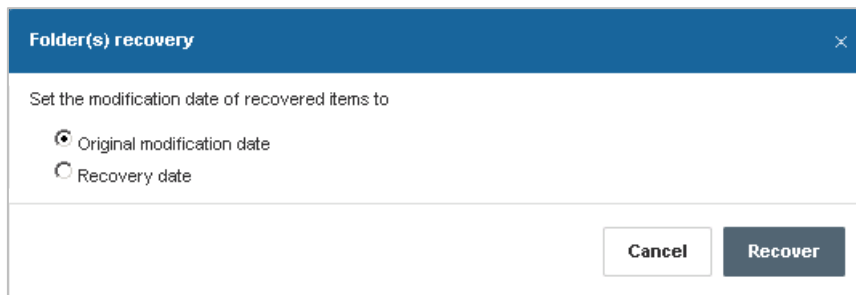 Folder(s) recovery
Set the modification date of recovered items to
Original modification date
Recovery date
Cancel Recover